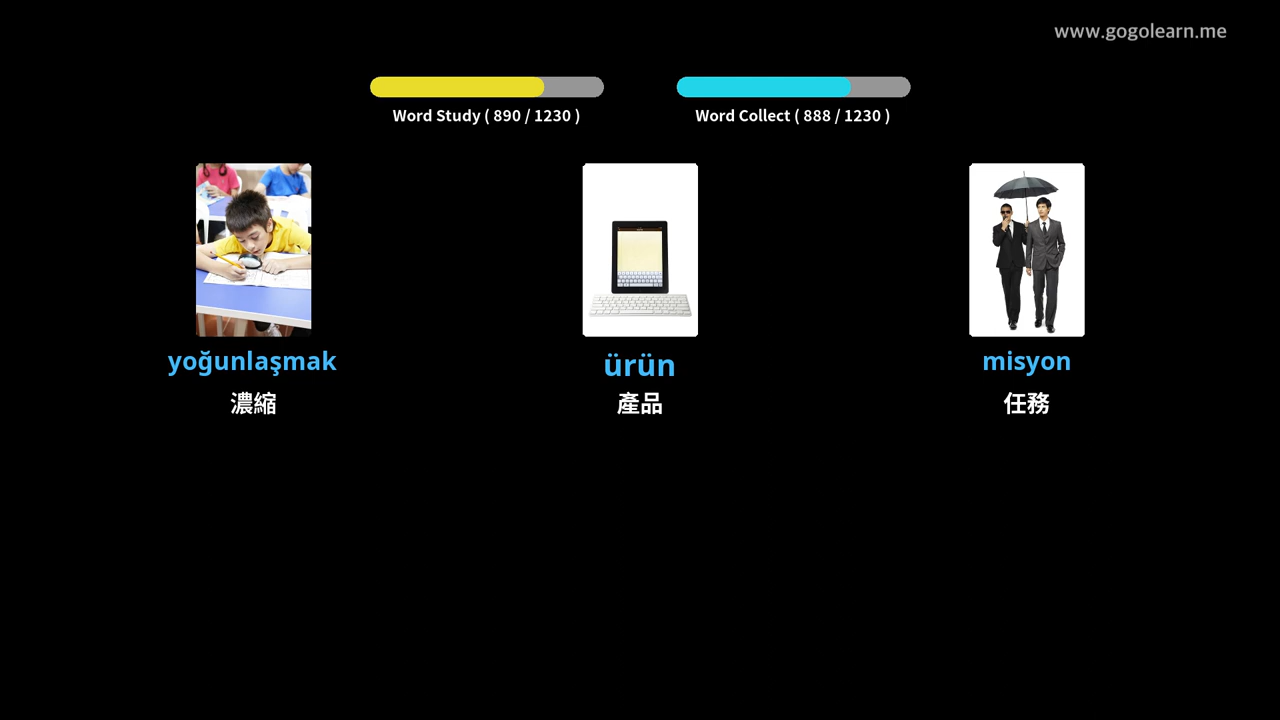 www.gogolearn.me
Word Study ( 890 / 1230 )
Word Collect ( 888 / 1230 )
yoğunlaşmak
濃縮
ürün
產品
misyon
任務